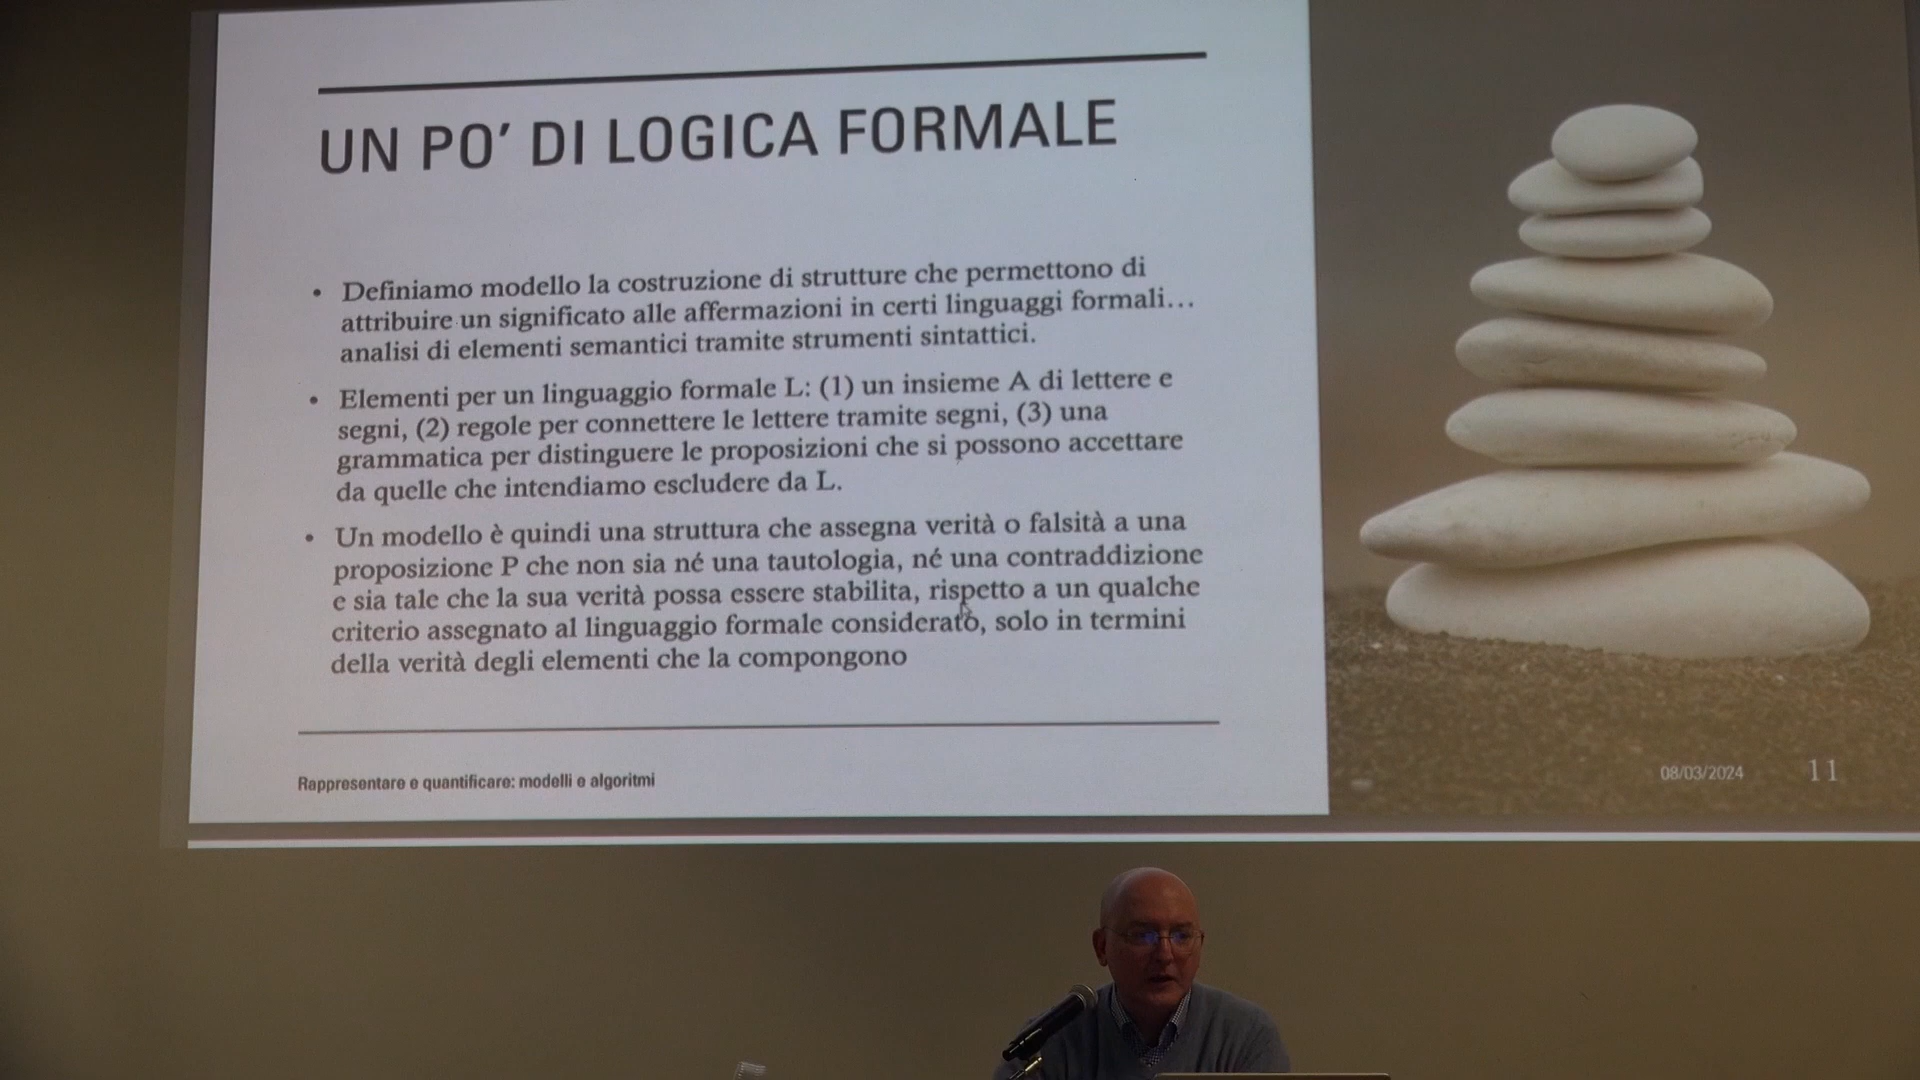 UN PO' DI LOGICA FORMALE
• Definiamo modello la costruzione di strutture che permettono di
attribuire un significato alle affermazioni in certi linguaggi formali…
analisi di elementi semantici tramite strumenti sintattici.
• Elementi per un linguaggio formale L: (1) un insieme A di lettere e
segni, (2) regole per connettere le lettere tramite segni, (3) una
grammatica per distinguere le proposizioni che si possono accettare
da quelle che intendiamo escludere da L.
• Un modello è quindi una struttura che assegna verità o falsità a una
proposizione P che non sia né una tautologia, né una contraddizione
e sia tale che la sua verità possa essere stabilita, rispetto a un qualche
criterio assegnato al linguaggio formale considerato, solo in termini
della verità degli elementi che la compongono
Rappresentare e quantificare: modelli e algoritmi
08/03/2024 11